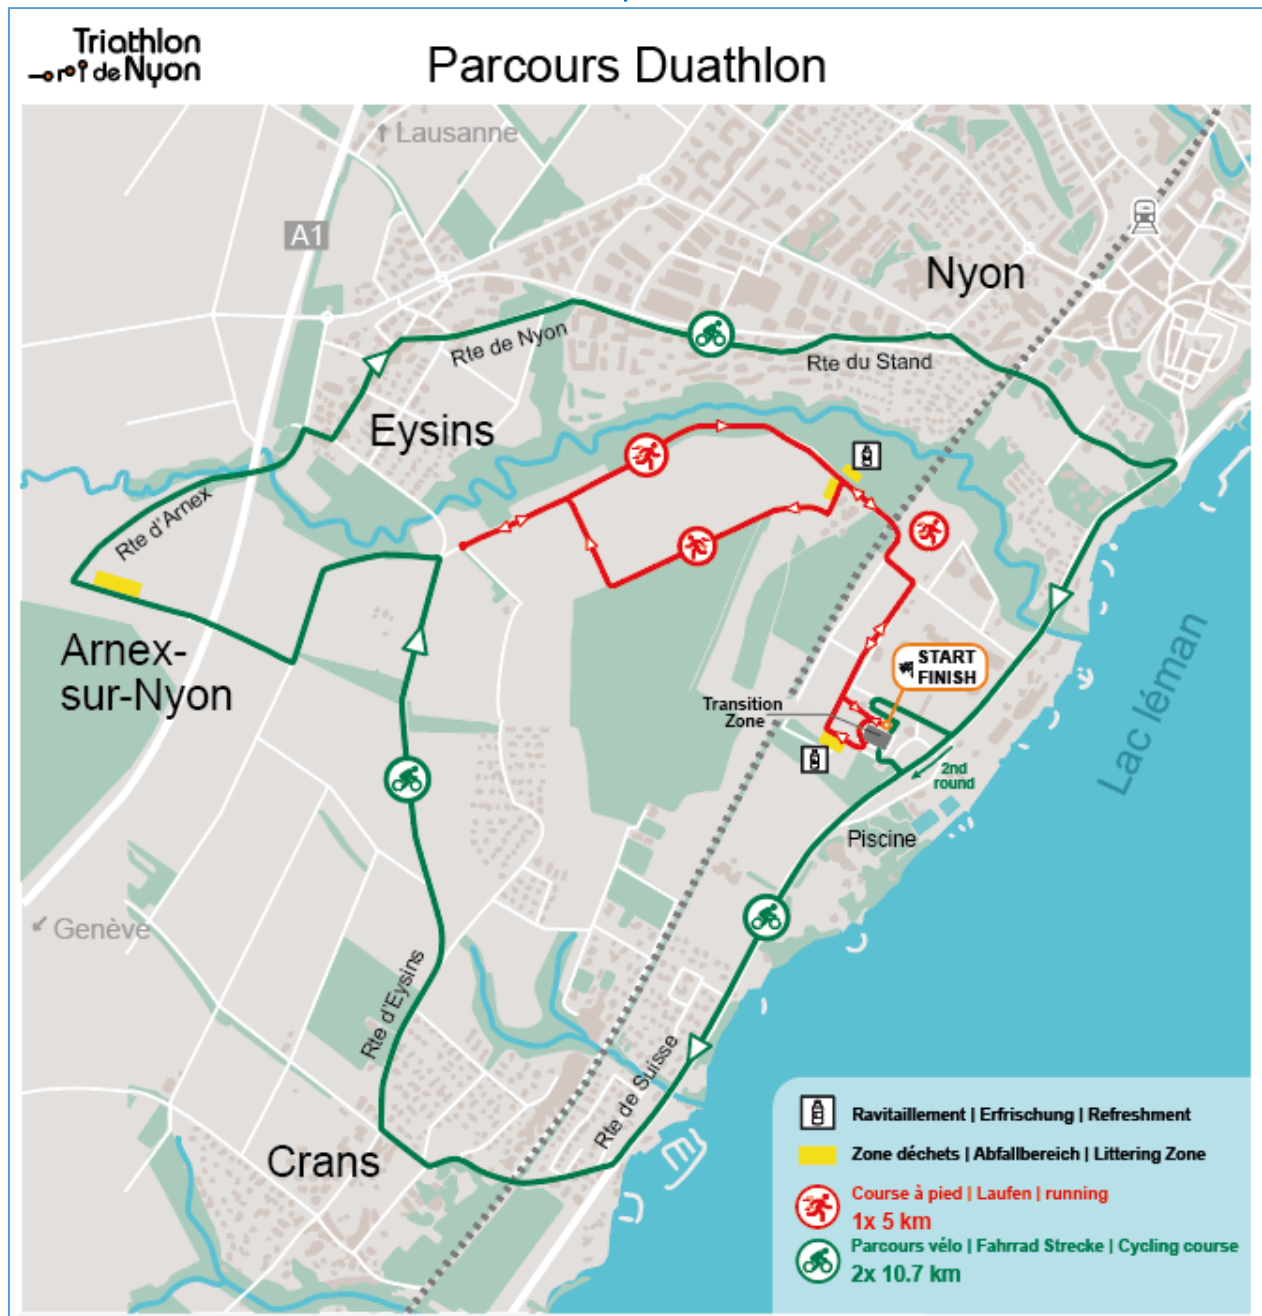 Triathlon
de Nyon
Parcours Duathlon
Lausanne
A1
Nyon
Rte de Nyon
Rte du Stand
Eysins
Rte d'Arnex
Arnex-
sur-Nyon
START
FINISH
Transition
Zone
2nd
round
Lac léman
Piscine
Genève
Rte d'Eysins
Rte de Suisse
Crans
Ravitaillement | Erfrischung | Refreshment
Zone déchets | Abfallbereich | Littering Zone
Course à pied | Laufen | running
1x 5 km
Parcours vélo | Fahrrad Strecke | Cycling course
2x 10.7 km